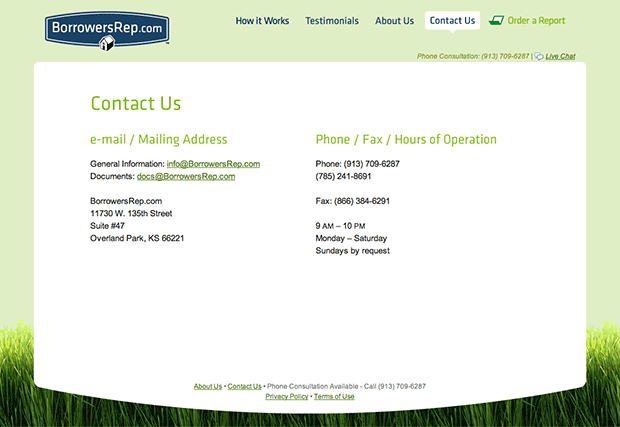 BorrowersRep.com™
How it Works Testimonials About Us Contact Us Order a Report
Phone Consultation: (913) 709-6287 | Live Chat
Contact Us
e-mail / Mailing Address
General Information: info@BorrowersRep.com
Documents: docs@BorrowersRep.com
BorrowersRep.com
11730 W. 135th Street
Suite #47
Overland Park, KS 66221
Phone / Fax / Hours of Operation
Phone: (913) 709-6287
(785) 241-8691
Fax: (866) 384-6291
9 AM – 10 PM
Monday – Saturday
Sundays by request
About Us • Contact Us • Phone Consultation Available - Call (913) 709-6287
Privacy Policy • Terms of Use